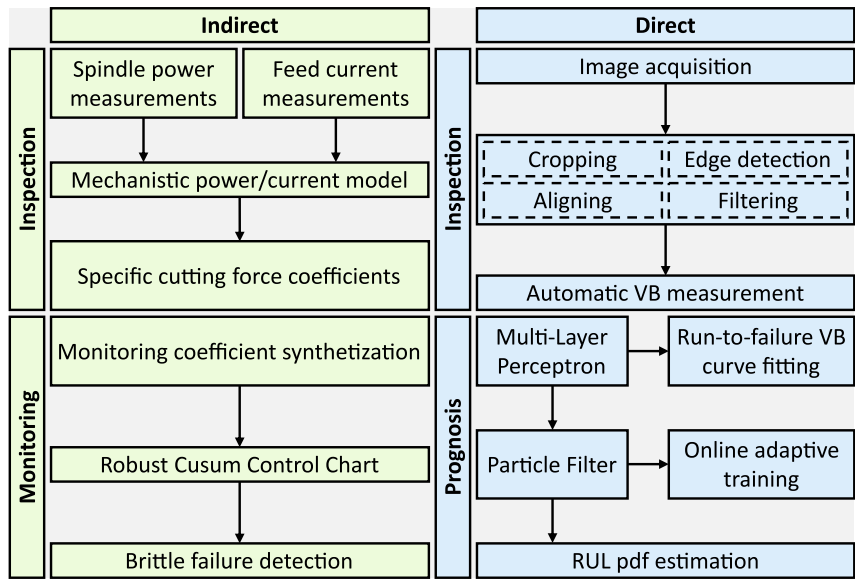 Indirect
Inspection
Spindle power
measurements
Feed current
measurements
Mechanistic power/current model
Specific cutting force coefficients
Monitoring
Monitoring coefficient synthetization
Robust Cusum Control Chart
Brittle failure detection
Direct
Inspection
Image acquisition
Cropping
Edge detection
Aligning
Filtering
Automatic VB measurement
Prognosis
Multi-Layer
Perceptron
Run-to-failure VB
curve fitting
Particle Filter
Online adaptive
training
RUL pdf estimation